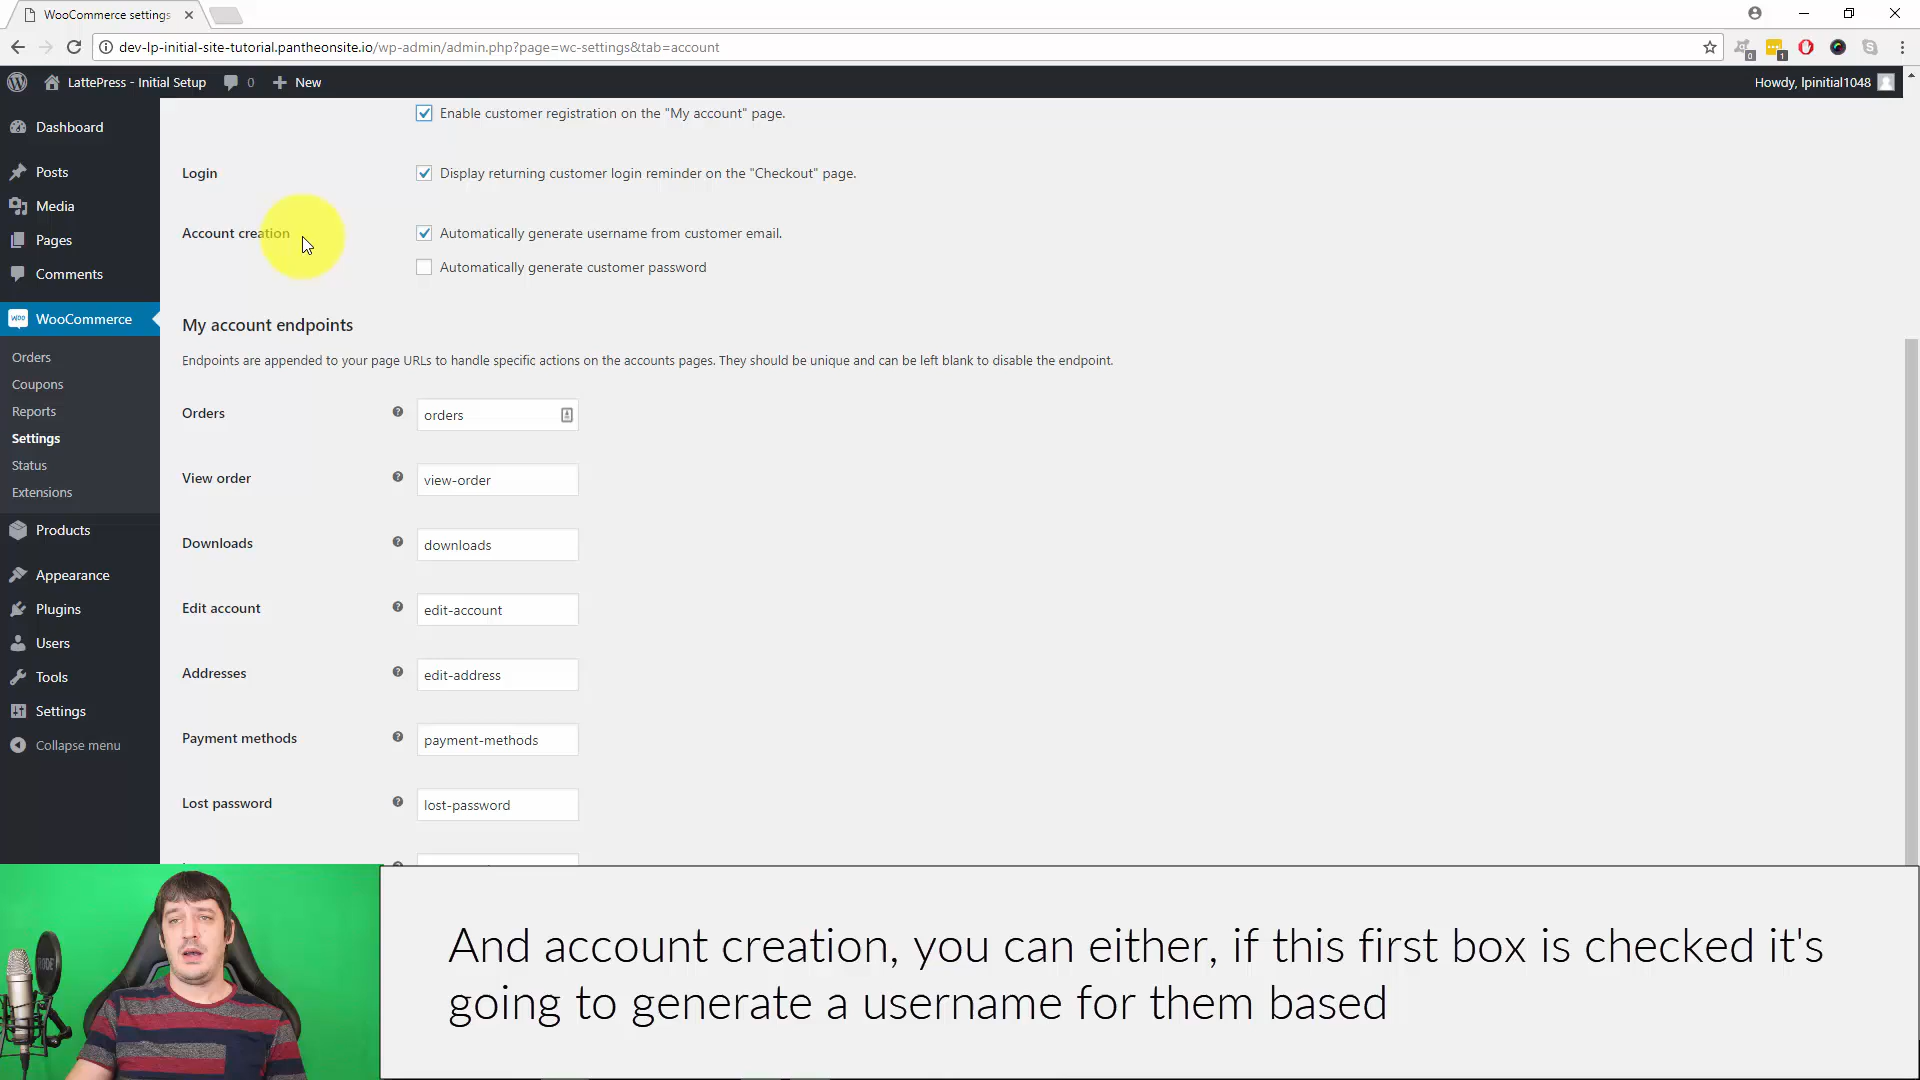 WooCommerce settings
dev-lp-initial-site-tutorial.pantheonsite.io/wp-admin/admin.php?page=wc-settings&tab=account
0
1
LattePress - Initial Setup
0
New
Howdy, lpinitial1048
Dashboard
Posts
Media
Pages
Comments
WooCommerce
Orders
Coupons
Reports
Settings
Status
Extensions
Products
Appearance
Plugins
Users
Tools
Settings
Collapse menu
Enable customer registration on the "My account" page.
Login
Display returning customer login reminder on the "Checkout" page.
Account creation
Automatically generate username from customer email.
Automatically generate customer password
My account endpoints
Endpoints are appended to your page URLs to handle specific actions on the accounts pages. They should be unique and can be left blank to disable the endpoint.
Orders
orders
View order
view-order
Downloads
downloads
Edit account
edit-account
Addresses
edit-address
Payment methods
payment-methods
Lost password
lost-password
RODE
And account creation, you can either, if this first box is checked it's
going to generate a username for them based